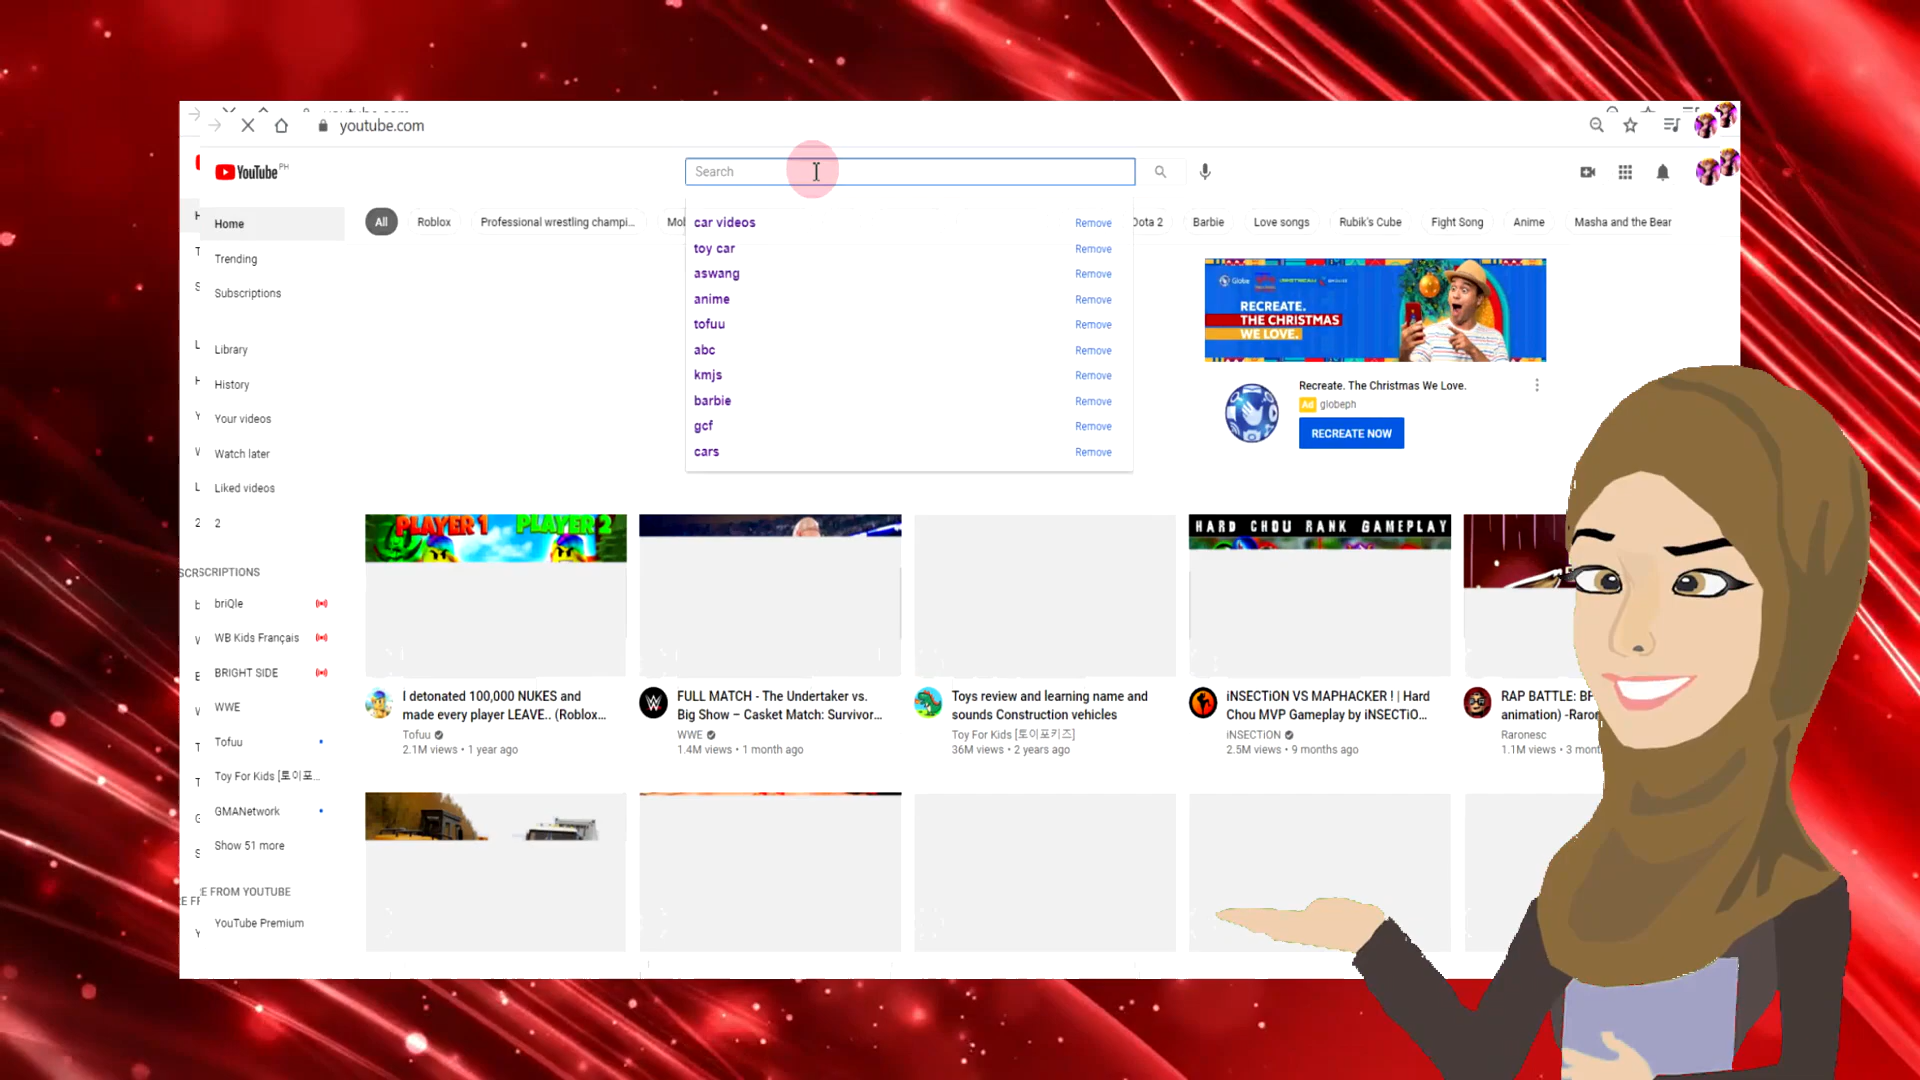 youtube.com
YouTube PH
Search
car videos Remove
toy car Remove
aswang Remove
anime Remove
tofuu Remove
abc Remove
kmjs Remove
barbie Remove
gcf Remove
cars Remove
All Roblox Professional wrestling champi... Dota 2 Barbie Love songs Rubik's Cube Fight Song Anime Masha and the Bear
Home
Trending
Subscriptions
Library
History
Your videos
Watch later
Liked videos
2
SCRIPTIONS
briQle
WB Kids Français
BRIGHT SIDE
WWE
Tofuu
Toy For Kids [토이포...
GMANetwork
Show 51 more
E FROM YOUTUBE
YouTube Premium
Globe
RECREATE.
THE CHRISTMAS
WE LOVE.
Recreate. The Christmas We Love.
Ad globeph
RECREATE NOW
PLAYER 1 PLAYER 2
HARD CHOU RANK GAMEPLAY
I detonated 100,000 NUKES and
made every player LEAVE.. (Roblox...
Tofuu
2.1M views • 1 year ago
FULL MATCH - The Undertaker vs.
Big Show – Casket Match: Survivor...
WWE
1.4M views • 1 month ago
Toys review and learning name and
sounds Construction vehicles
Toy For Kids [토이포키즈]
36M views • 2 years ago
iNSECTiON VS MAPHACKER ! | Hard
Chou MVP Gameplay by iNSECTiO...
iNSECTiON
2.5M views • 9 months ago
RAP BATTLE: BF
animation) -Raror
Raronesc
1.1M views • 3 mont